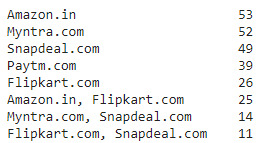 Amazon.in 53
Myntra.com 52
Snapdeal.com 49
Paytm.com 39
Flipkart.com 26
Amazon.in, Flipkart.com 25
Myntra.com, Snapdeal.com 14
Flipkart.com, Snapdeal.com 11